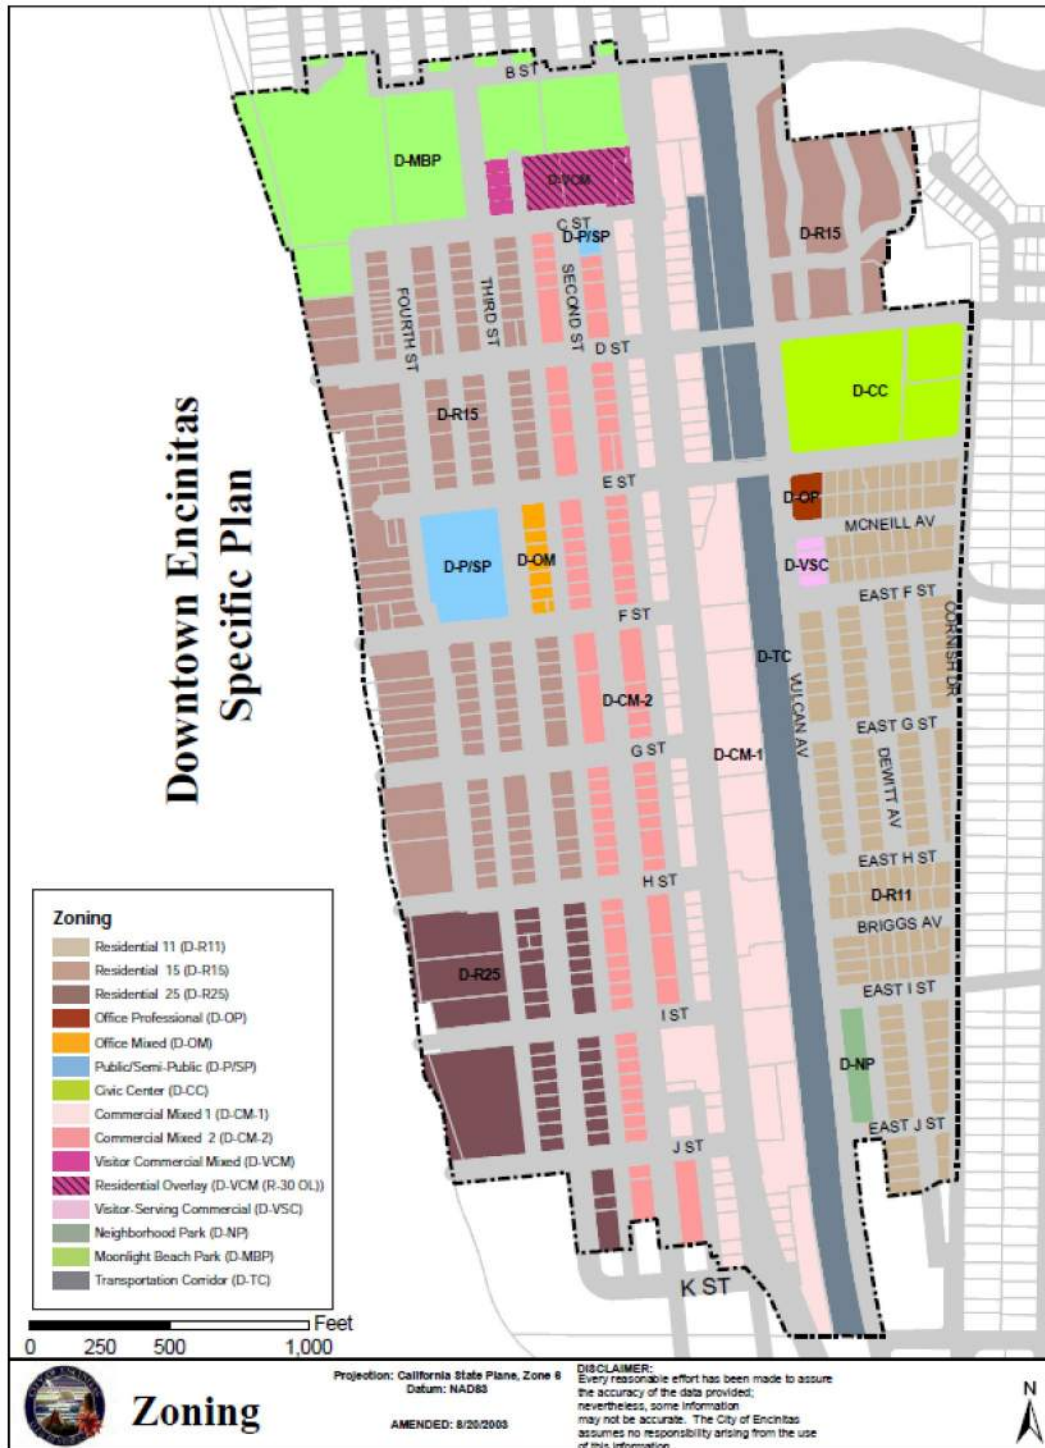 B ST
D-MBP
D-VCM
C ST
D-P/SP
D-R15
FOURTH ST
THIRD ST
SECOND ST
D ST
D-CC
D-R15
Downtown Encinitas
Specific Plan
E ST
D-OP
MCNEILL AV
D-P/SP
D-OM
D-VSC
EAST F ST
F ST
CORNISH DR
D-TC
VULCAN AV
D-CM-2
EAST G ST
G ST
D-CM-1
DEWITT AV
EAST H ST
H ST
D-R11
BRIGGS AV
D-R25
EAST I ST
I ST
D-NP
EAST J ST
J ST
K ST
Zoning
Residential 11 (D-R11)
Residential 15 (D-R15)
Residential 25 (D-R25)
Office Professional (D-OP)
Office Mixed (D-OM)
Public/Semi-Public (D-P/SP)
Civic Center (D-CC)
Commercial Mixed 1 (D-CM-1)
Commercial Mixed 2 (D-CM-2)
Visitor Commercial Mixed (D-VCM)
Residential Overlay (D-VCM (R-30 OL))
Visitor-Serving Commercial (D-VSC)
Neighborhood Park (D-NP)
Moonlight Beach Park (D-MBP)
Transportation Corridor (D-TC)
Feet
0 250 500 1,000
Zoning
Projection: California State Plane, Zone 6
Datum: NAD83
AMENDED: 8/20/2003
DISCLAIMER:
Every reasonable effort has been made to assure
the accuracy of the data provided;
nevertheless, some information
may not be accurate. The City of Encinitas
assumes no responsibility arising from the use
of this information.
N